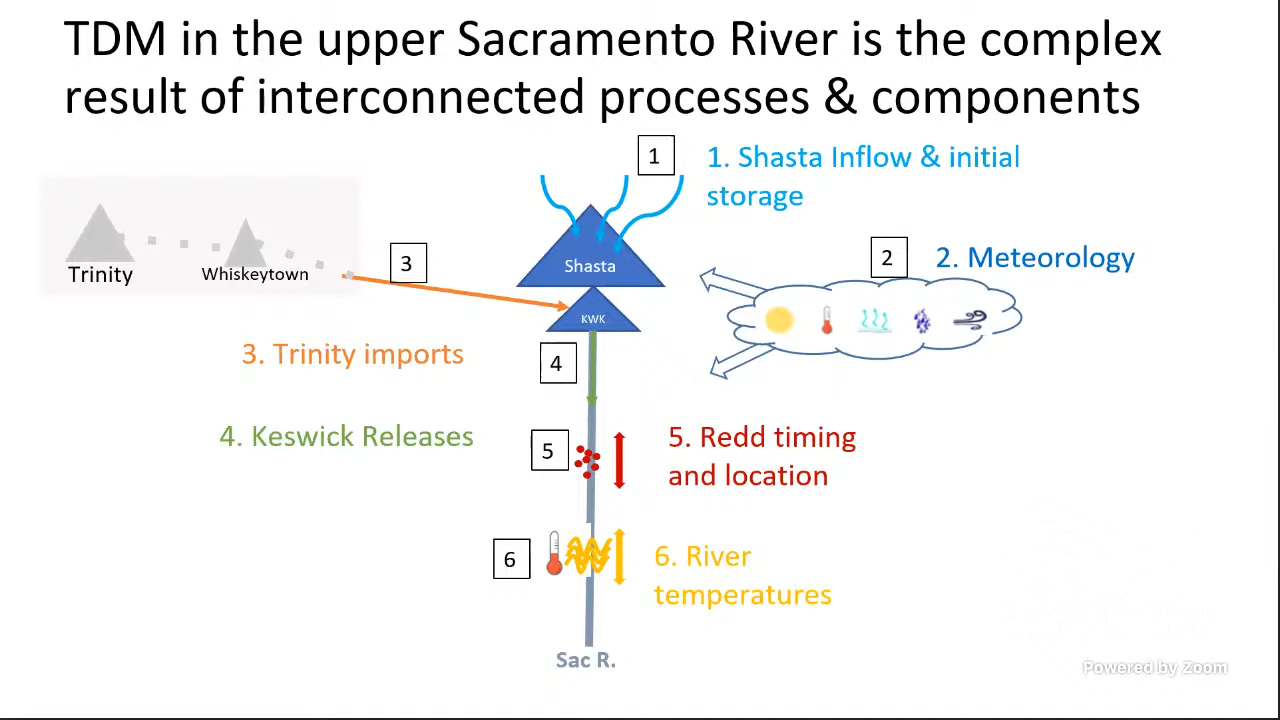 TDM in the upper Sacramento River is the complex
result of interconnected processes & components
1
1. Shasta Inflow & initial
storage
Trinity
Whiskeytown
3
Shasta
2
2. Meteorology
KWK
3. Trinity imports
4
4. Keswick Releases
5
5. Redd timing
and location
6
6. River
temperatures
Sac R.
Powered by Zoom